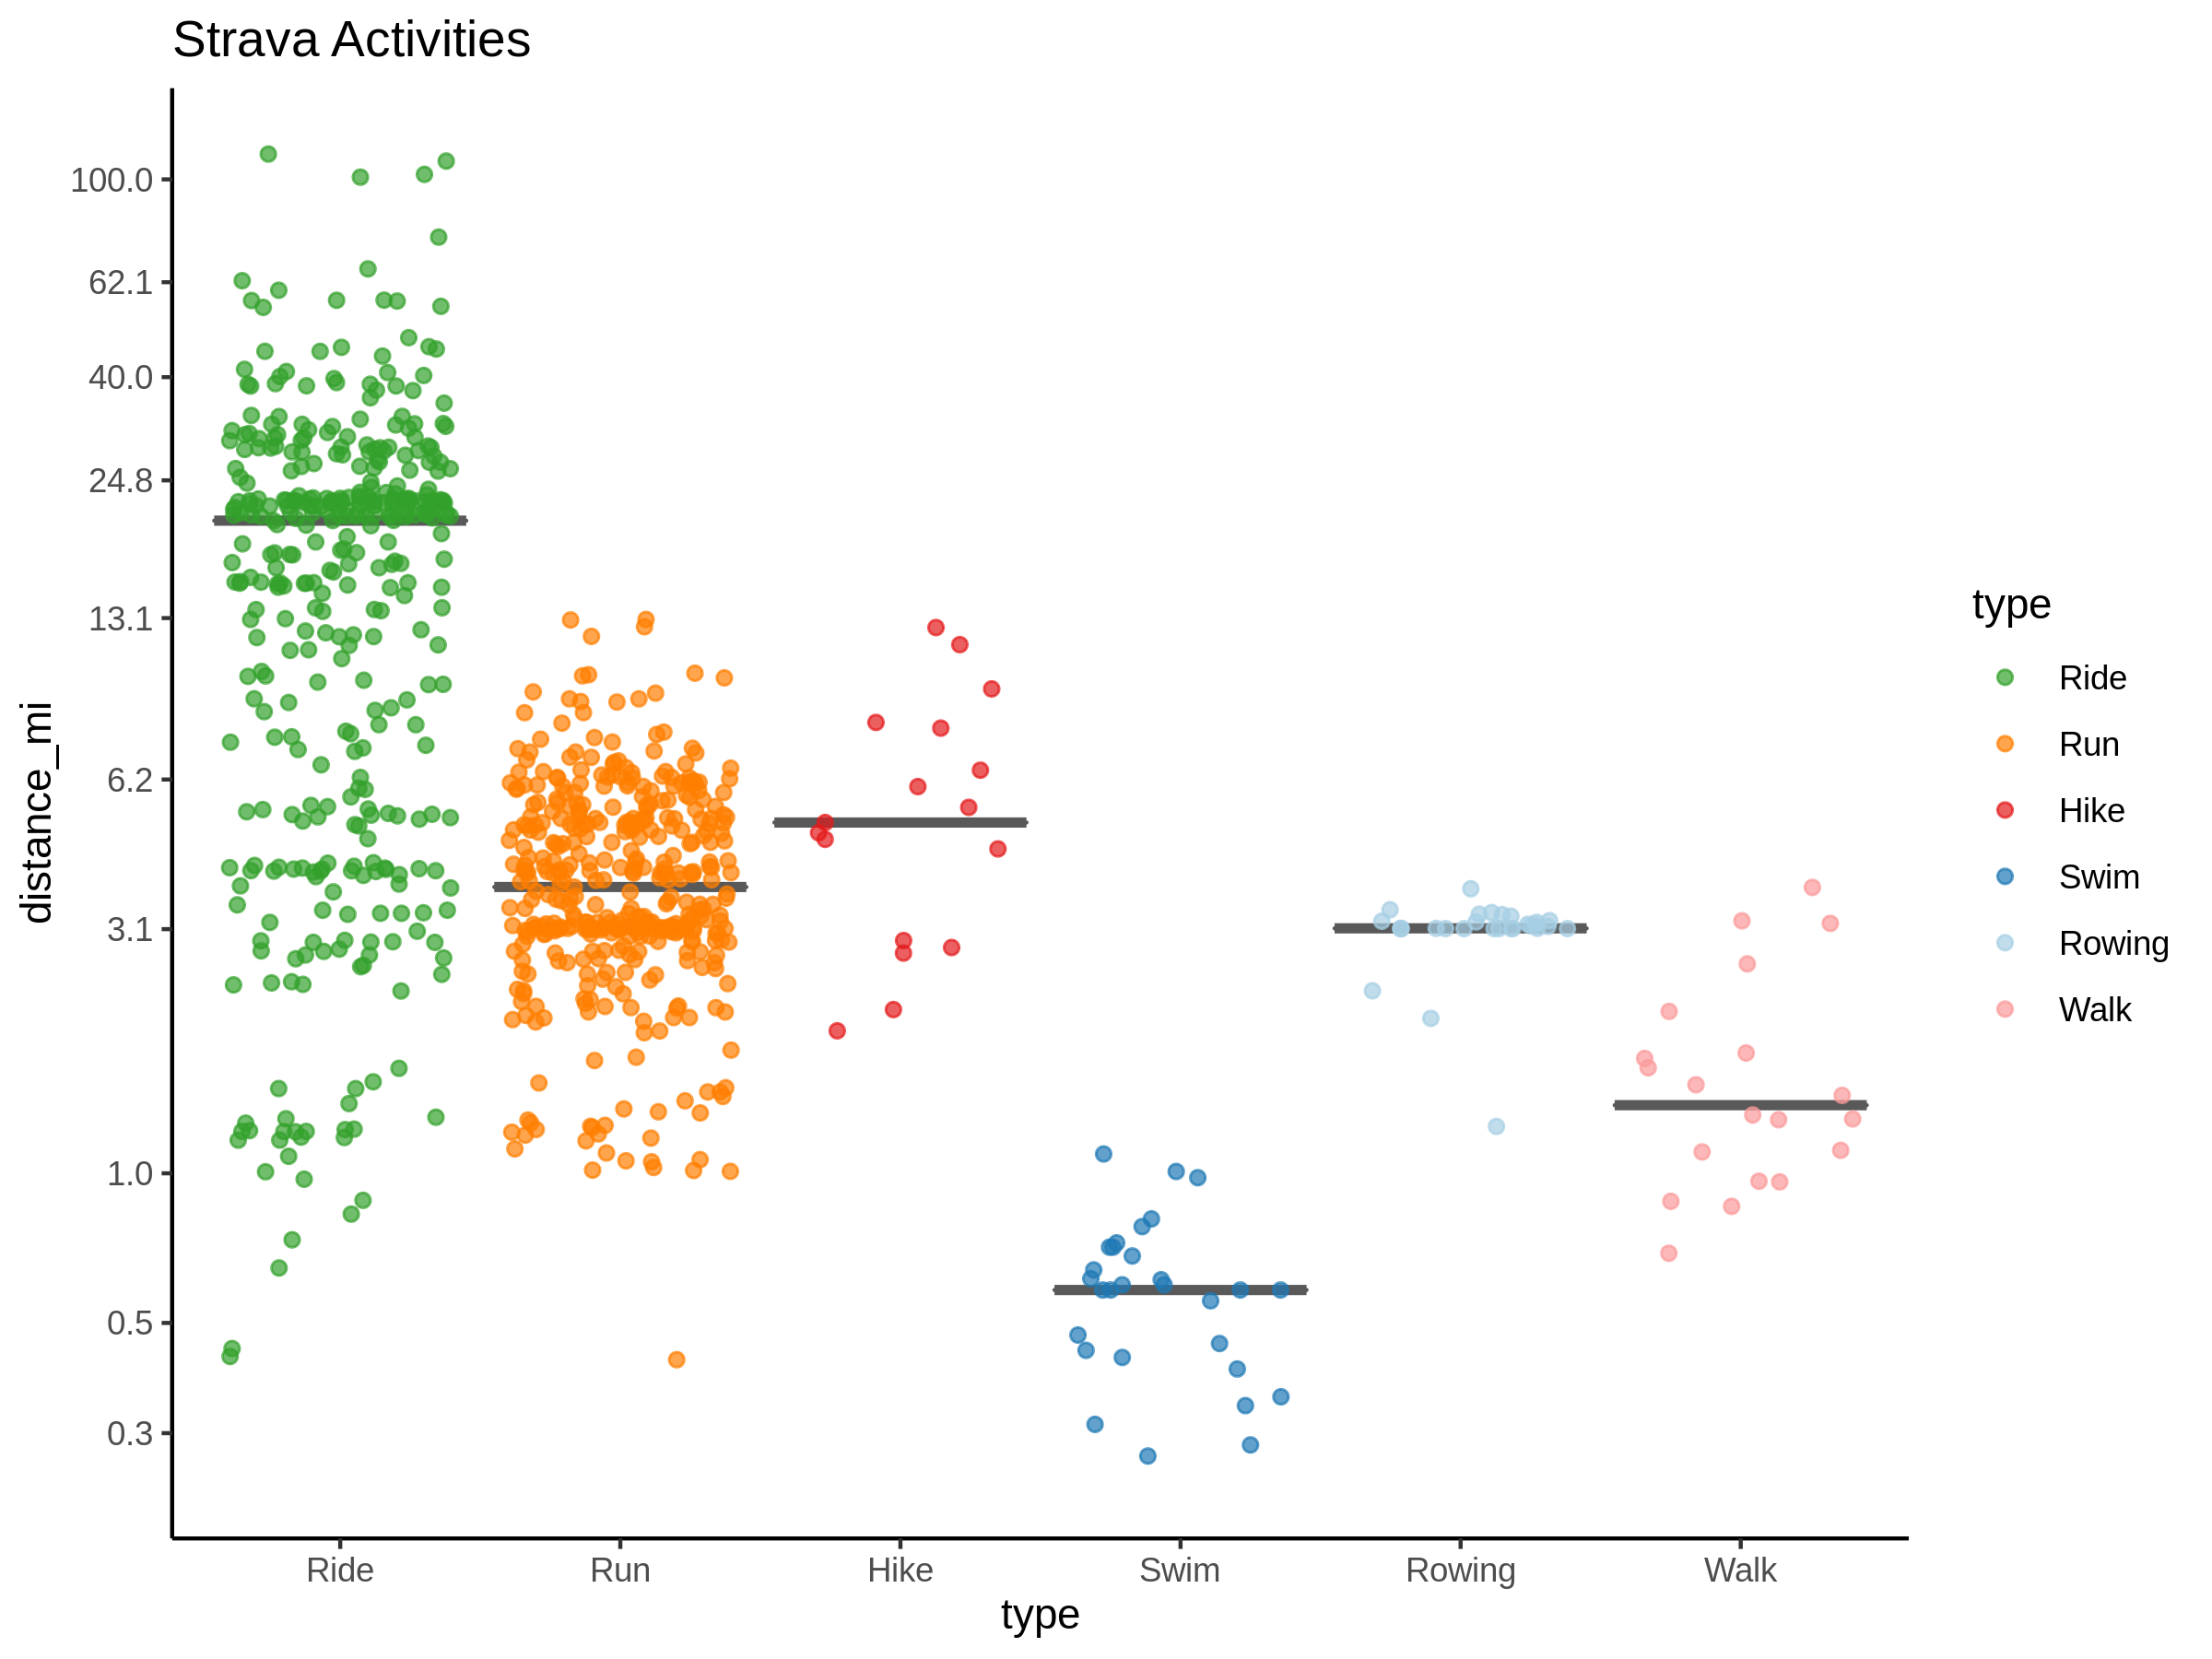 Strava Activities
distance_mi
100.0
62.1
40.0
24.8
13.1
6.2
3.1
1.0
0.5
0.3
Ride
Run
Hike
Swim
Rowing
Walk
type
type
Ride
Run
Hike
Swim
Rowing
Walk